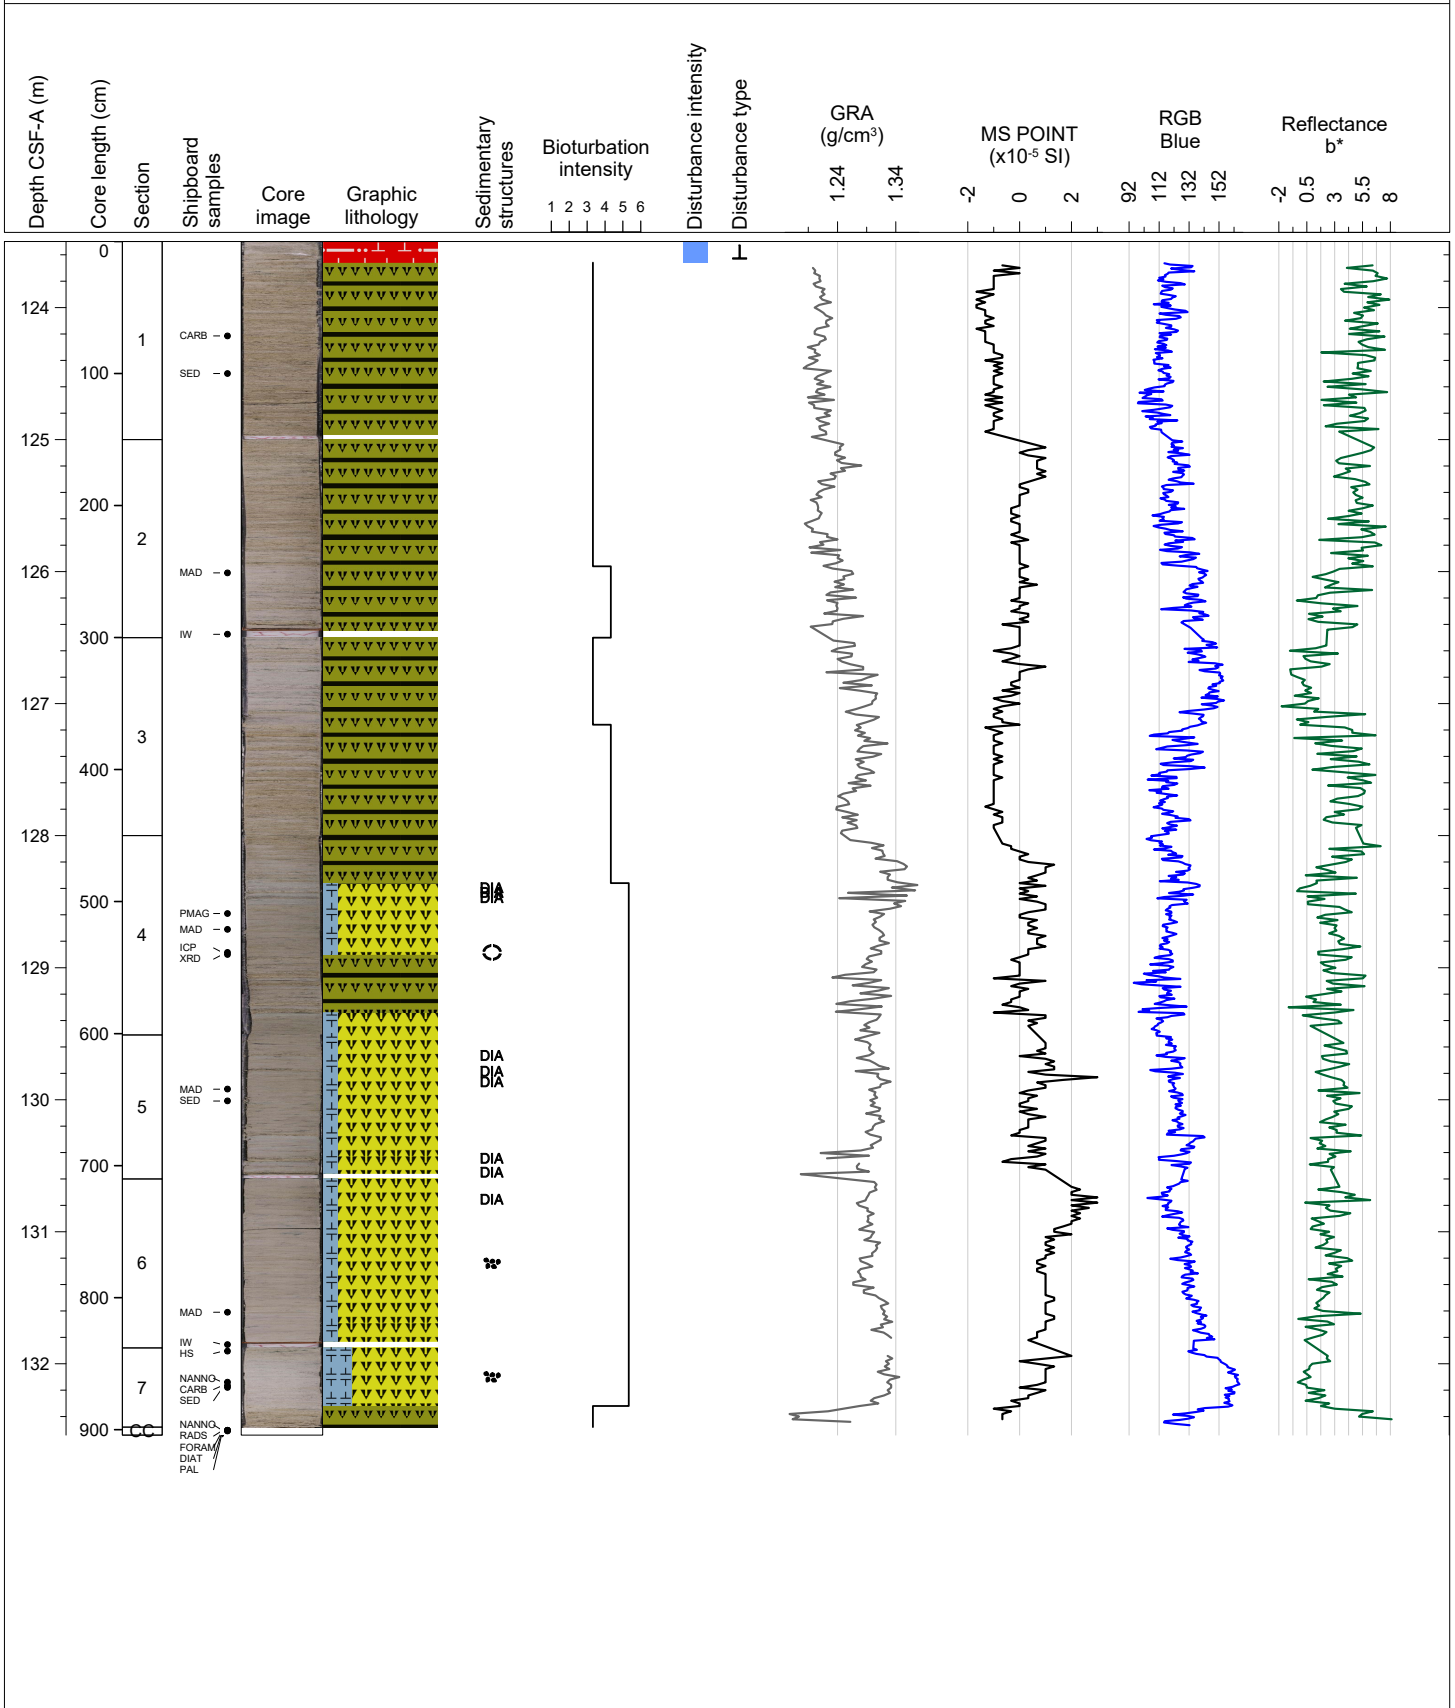 Depth CSF-A (m)
Core length (cm)
Section
Shipboard
samples
Core
image
Graphic
lithology
Sedimentary
structures
Bioturbation
intensity
1 2 3 4 5 6
Disturbance intensity
Disturbance type
GRA
(g/cm³)
1.24 1.34
MS POINT
(x10⁻⁵ SI)
-2 0 2
RGB
Blue
92 112 132 152
Reflectance
b*
-2 0.5 3 5.5 8
0
124
1
CARB
100
SED
125
200
2
126
MAD
300
IW
127
3
400
128
DIA
DIA
DIA
500
PMAG
4
MAD
ICP
XRD
129
600
DIA
DIA
DIA
MAD
130
5
SED
700
DIA
DIA
DIA
131
6
800
MAD
IW
HS
132
7
NANNO
CARB
SED
NANNO
900
CC
RADS
FORAM
DIAT
PAL